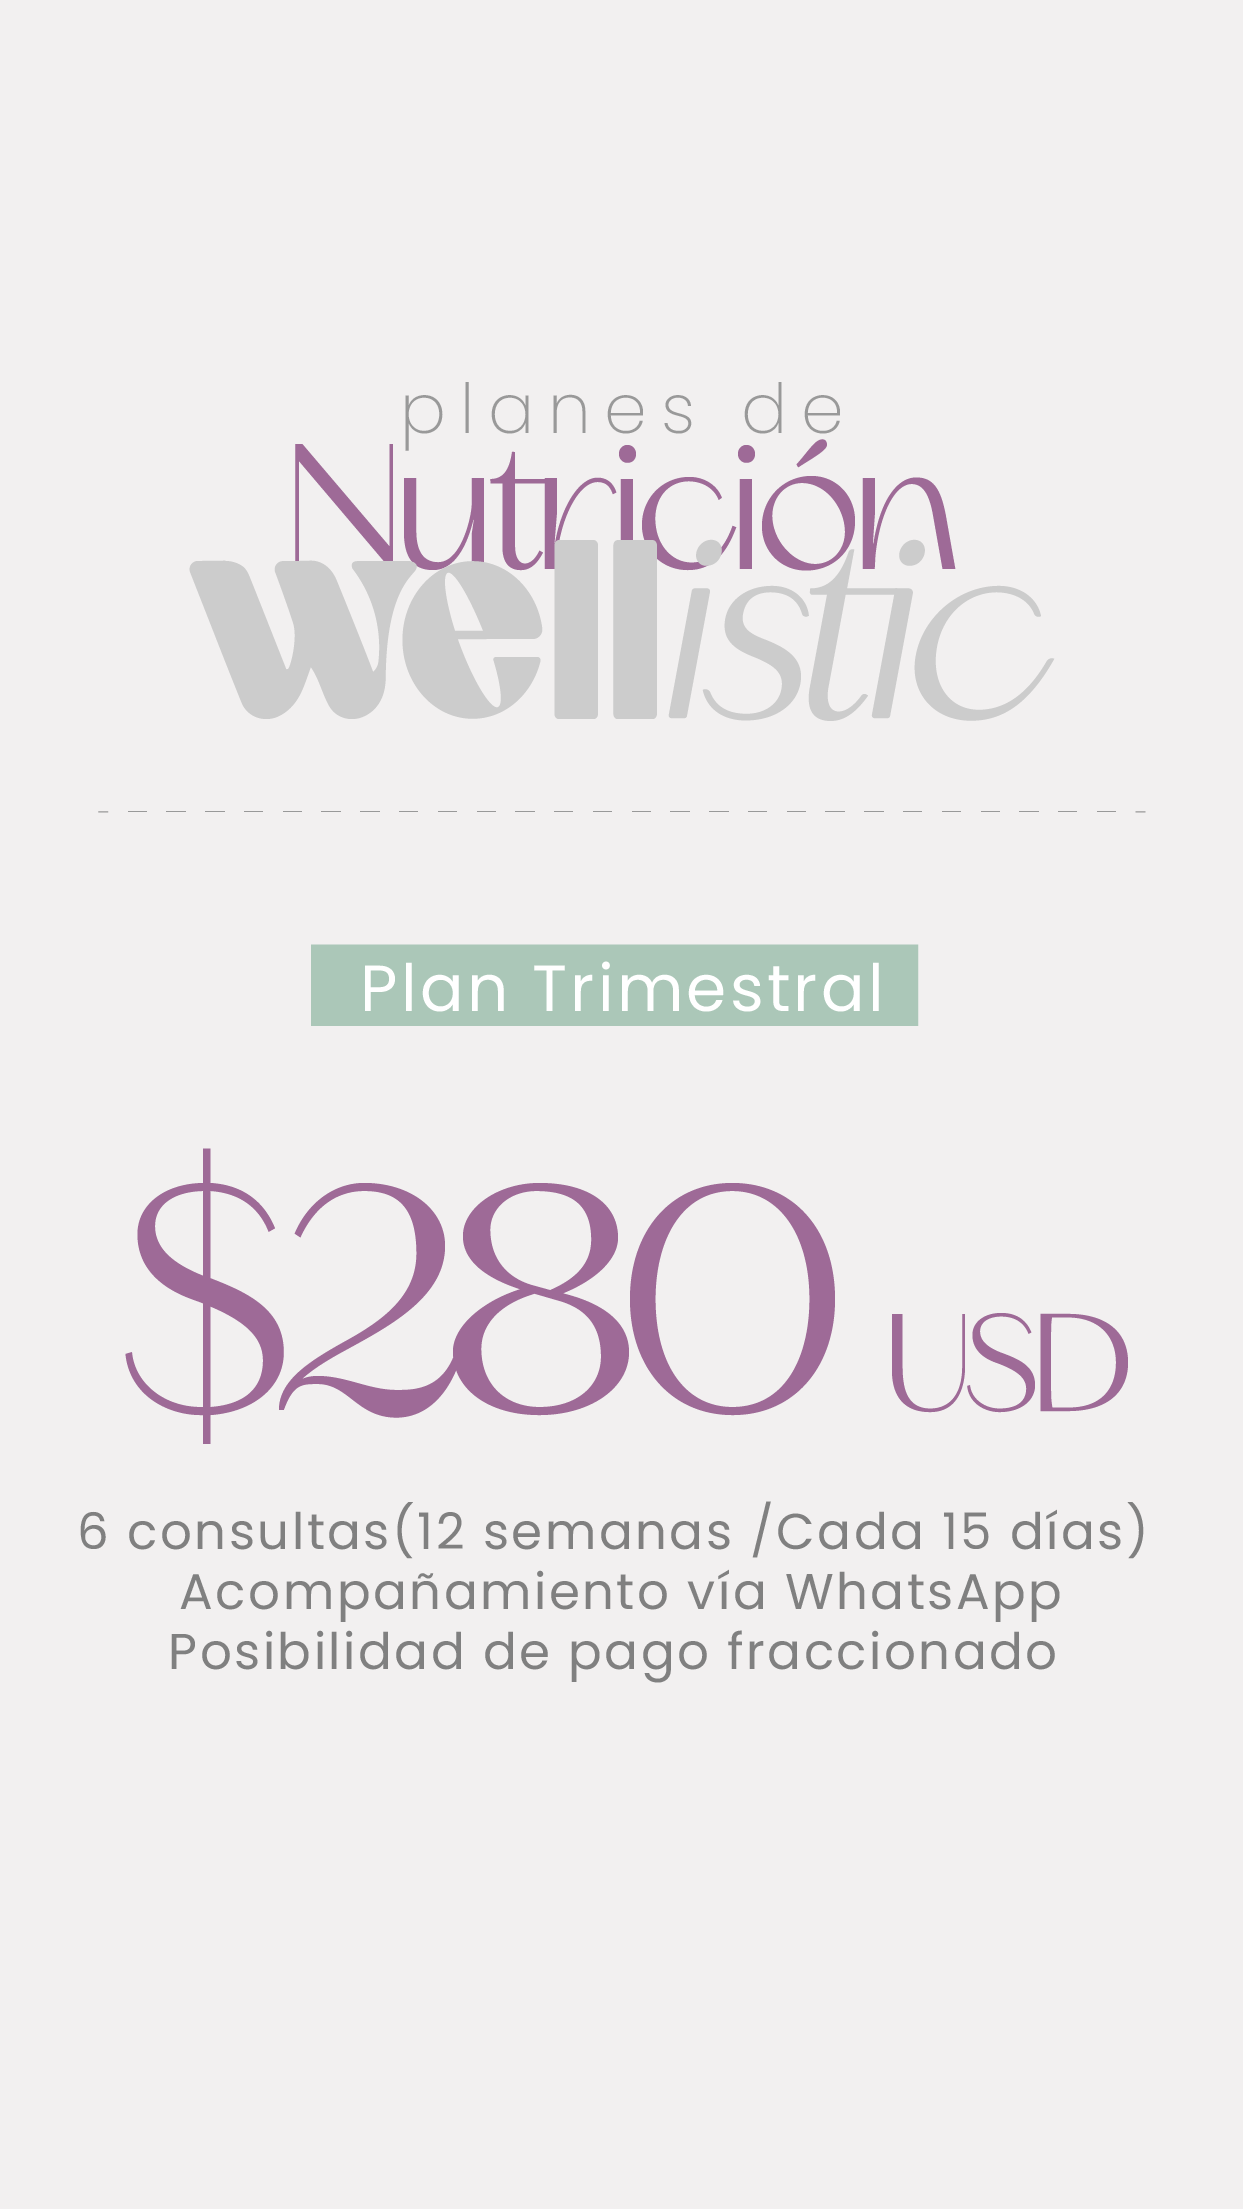 planes de
Nutrición
wellistic
Plan Trimestral
$280 USD
6 consultas(12 semanas /Cada 15 días)
Acompañamiento vía WhatsApp
Posibilidad de pago fraccionado